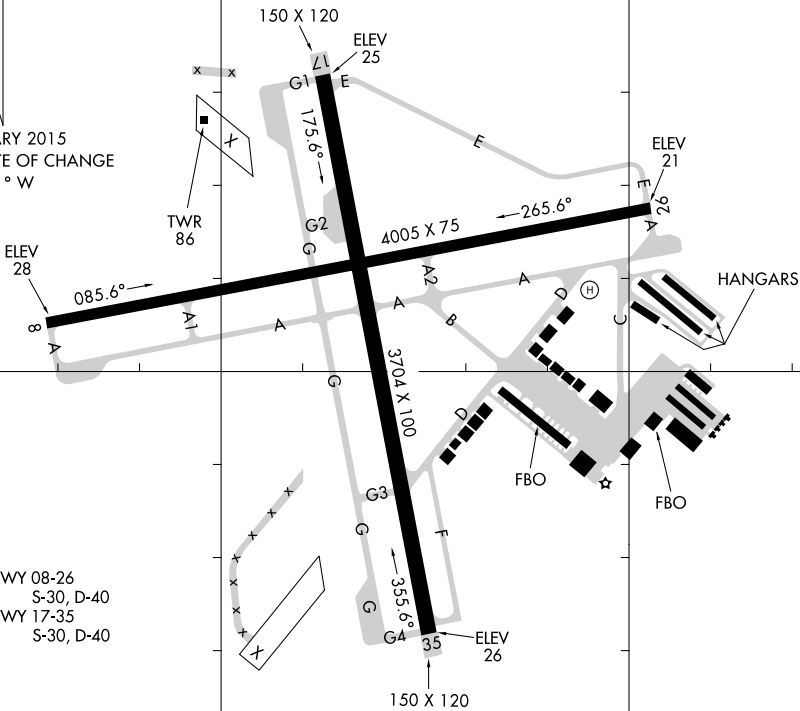 150 X 120
ELEV
25
17
G1
E
175.6°
RY 2015
E OF CHANGE
° W
X
X
X
TWR
86
E
ELEV
21
E
26
A
265.6°
4005 X 75
G2
G
ELEV
28
085.6°
8
A
A1
A
A
A2
A
B
D
H
C
HANGARS
G
3704 X 100
D
FBO
FBO
G3
G
F
X
X
X
X
X
X
X
WY 08-26
S-30, D-40
WY 17-35
S-30, D-40
355.6°
G
G4
35
ELEV
26
150 X 120